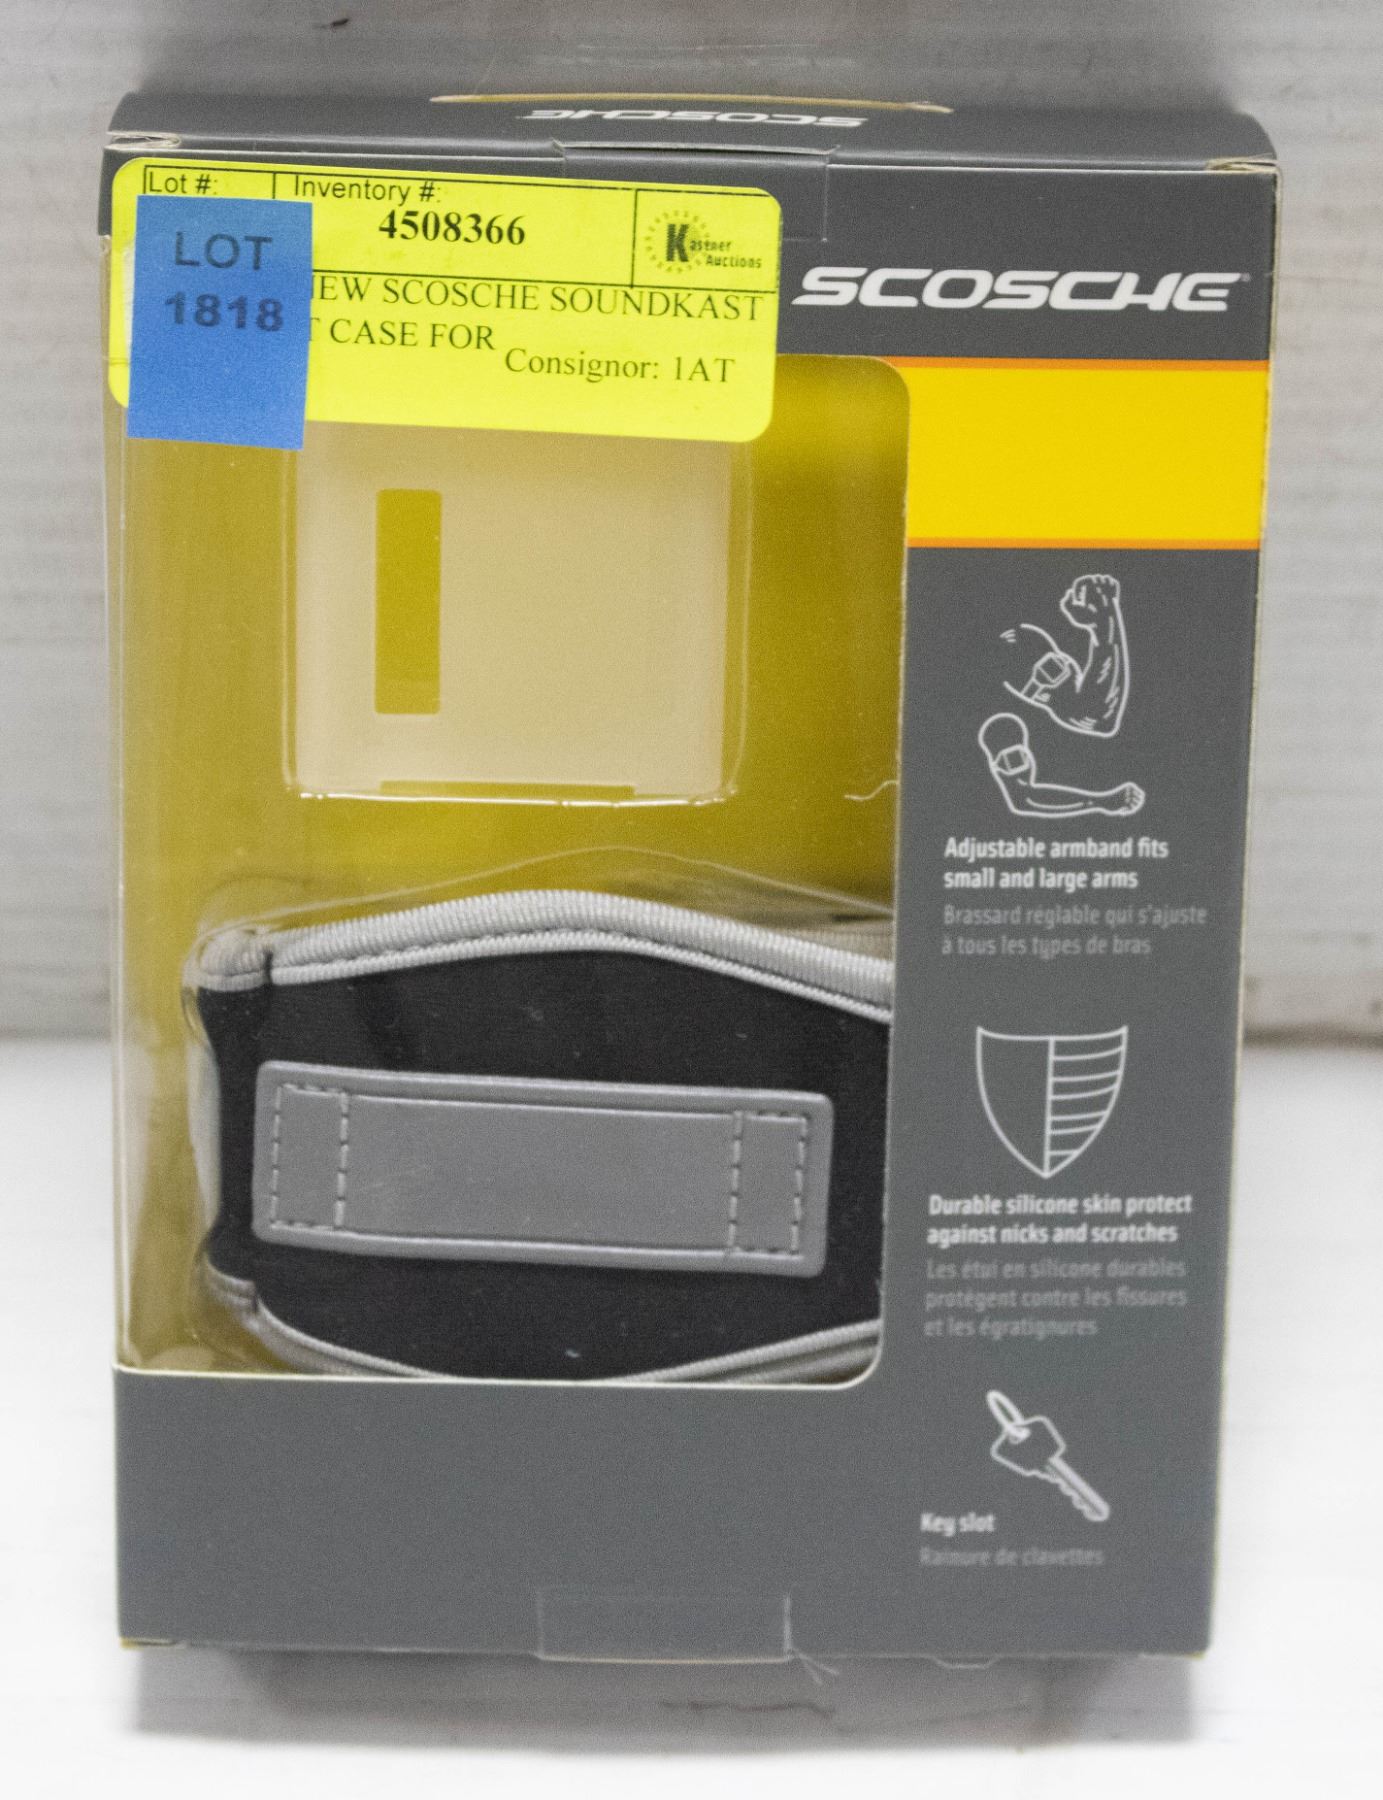 SCOSCHE
Lot #: Inventory #:
4508366
Kastner
Auctions
LOT
1818
SCOSCHE SOUNDKAST
CASE FOR
Consignor: 1AT
SCOSCHE
Adjustable armband fits
small and large arms
Brassard réglable qui s'ajuste
à tous les types de bras
Durable silicone skin protect
against nicks and scratches
Les étui en silicone durables
protègent contre les fissures
et les égratignures
Key slot
Rainure de clavettes